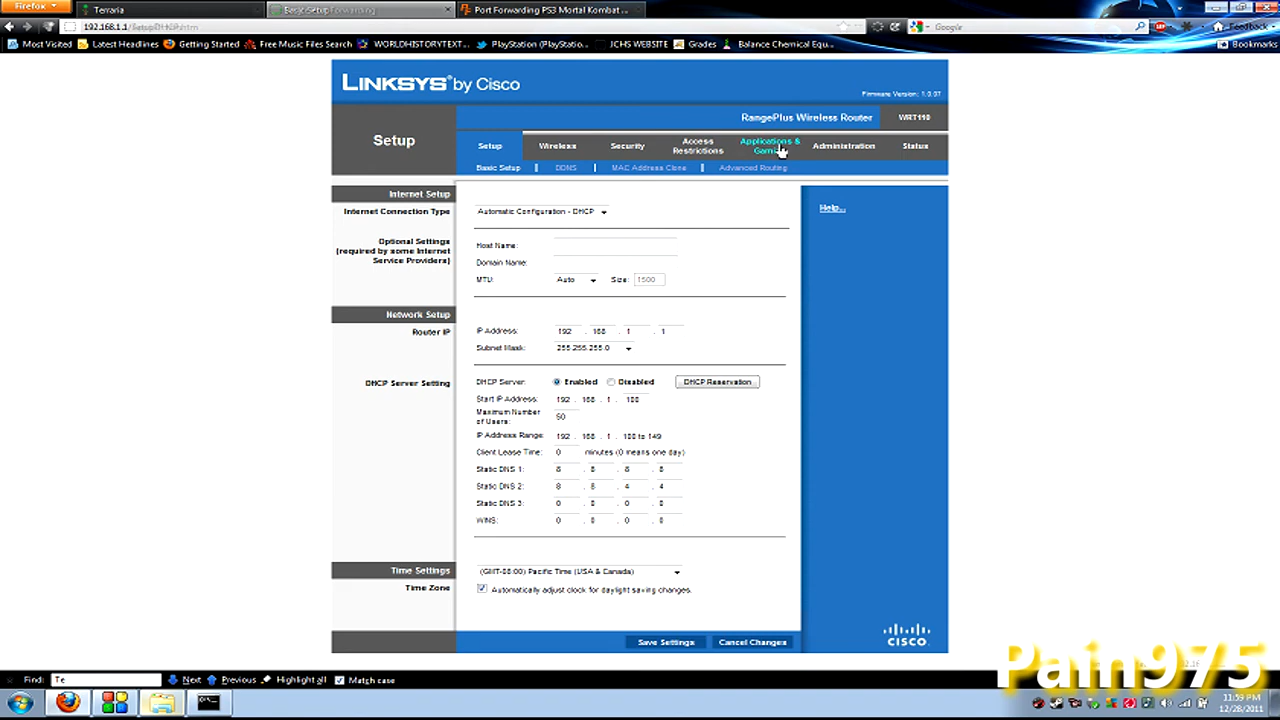 Firefox
Terraria
Basic Setup Forwarding
Port Forwarding PS3 Mortal Kombat ...
192.168.1.1/SetupDHCP.htm
Google
Feedback
Most Visited
Latest Headlines
Getting Started
Free Music Files Search
WORLDHISTORYTEXT...
PlayStation (PlayStatio...
JCHS WEBSITE
Grades
Balance Chemical Equ...
Bookmarks
LINKSYS® by Cisco
Firmware Version: 1.0.07
RangePlus Wireless Router
WRT110
Setup
Setup
Wireless
Security
Access Restrictions
Applications & Gaming
Administration
Status
Basic Setup
DDNS
MAC Address Clone
Advanced Routing
Internet Setup
Internet Connection Type
Automatic Configuration - DHCP
Help...
Optional Settings
(required by some Internet
Service Providers)
Host Name:
Domain Name:
MTU: Auto Size: 1500
Network Setup
Router IP
IP Address: 192 . 168 . 1 . 1
Subnet Mask: 255.255.255.0
DHCP Server Setting
DHCP Server: Enabled Disabled DHCP Reservation
Start IP Address: 192 . 168 . 1 . 100
Maximum Number
of Users: 50
IP Address Range: 192 . 168 . 1 . 100 to 149
Client Lease Time: 0 minutes (0 means one day)
Static DNS 1: 8 . 8 . 8 . 8
Static DNS 2: 8 . 8 . 4 . 4
Static DNS 3: 0 . 0 . 0 . 0
WINS: 0 . 0 . 0 . 0
Time Settings
Time Zone
(GMT-08:00) Pacific Time (USA & Canada)
Automatically adjust clock for daylight saving changes.
Save Settings
Cancel Changes
CISCO
Pain975
Find: Te Next Previous Highlight all Match case
11:53 PM
12/28/2011